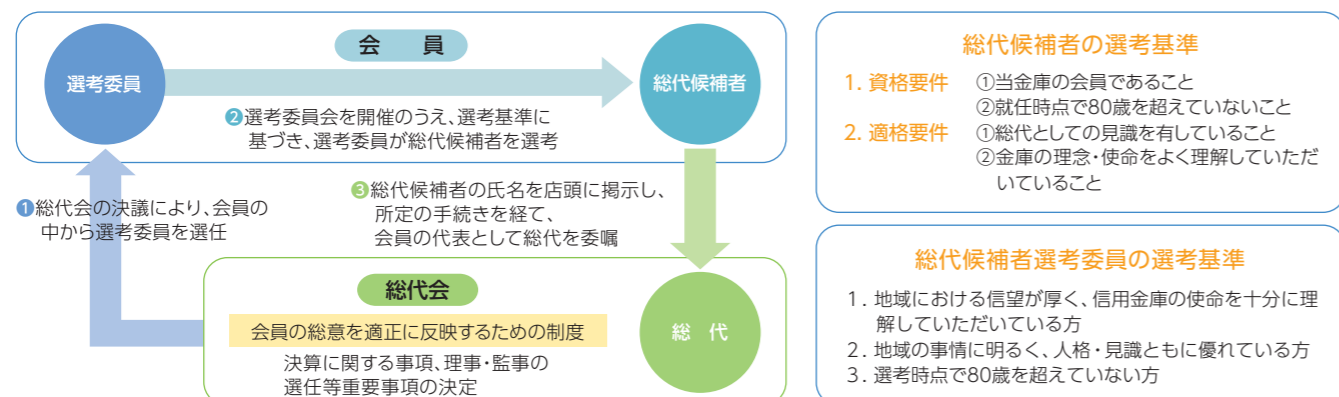 会　員
選考委員
総代候補者
❷選考委員会を開催のうえ、選考基準に
基づき、選考委員が総代候補者を選考
❶総代会の決議により、会員の
中から選考委員を選任
❸総代候補者の氏名を店頭に掲示し、
所定の手続きを経て、
会員の代表として総代を委嘱
総代会
会員の総意を適正に反映するための制度
決算に関する事項、理事・監事の
選任等重要事項の決定
総　代
総代候補者の選考基準
1. 資格要件　①当金庫の会員であること
②就任時点で80歳を超えていないこと
2. 適格要件　①総代としての見識を有していること
②金庫の理念・使命をよく理解していただ
いていること
総代候補者選考委員の選考基準
1. 地域における信望が厚く、信用金庫の使命を十分に理
解していただいている方
2. 地域の事情に明るく、人格・見識ともに優れている方
3. 選考時点で80歳を超えていない方